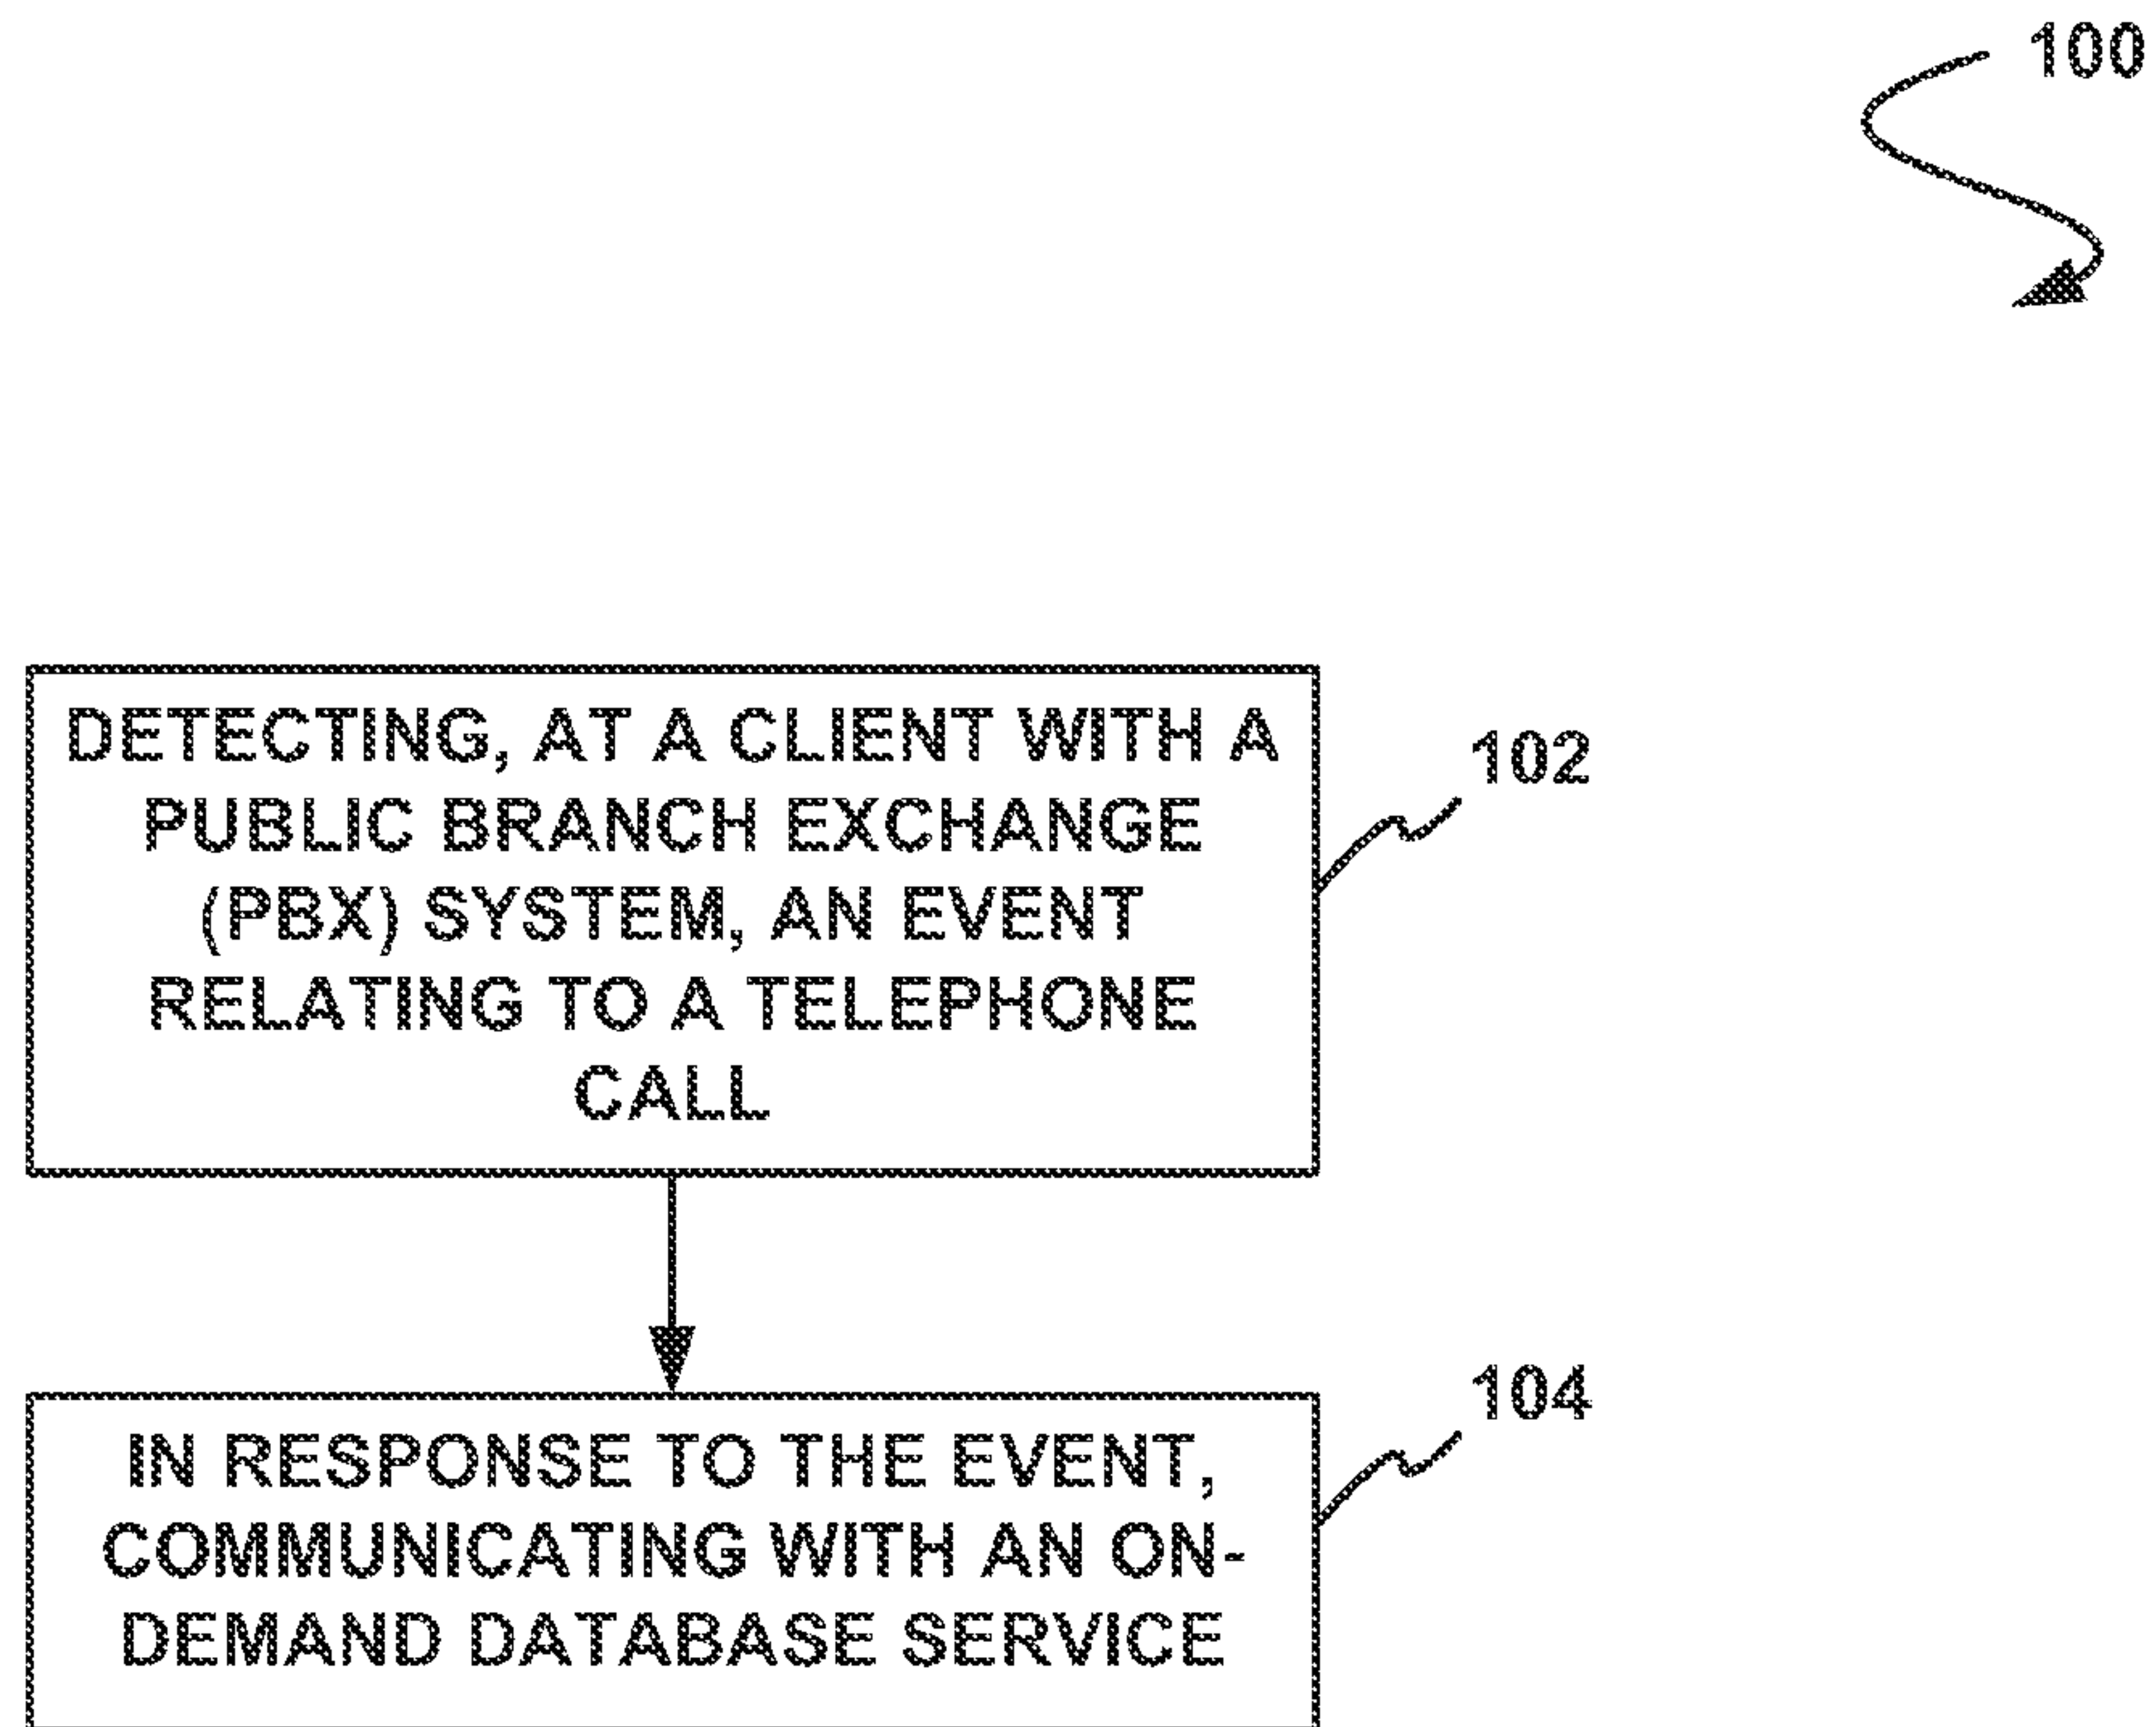 100
DETECTING, AT A CLIENT WITH A
PUBLIC BRANCH EXCHANGE
(PBX) SYSTEM, AN EVENT
RELATING TO A TELEPHONE
CALL
102
IN RESPONSE TO THE EVENT,
COMMUNICATING WITH AN ON-
DEMAND DATABASE SERVICE
104